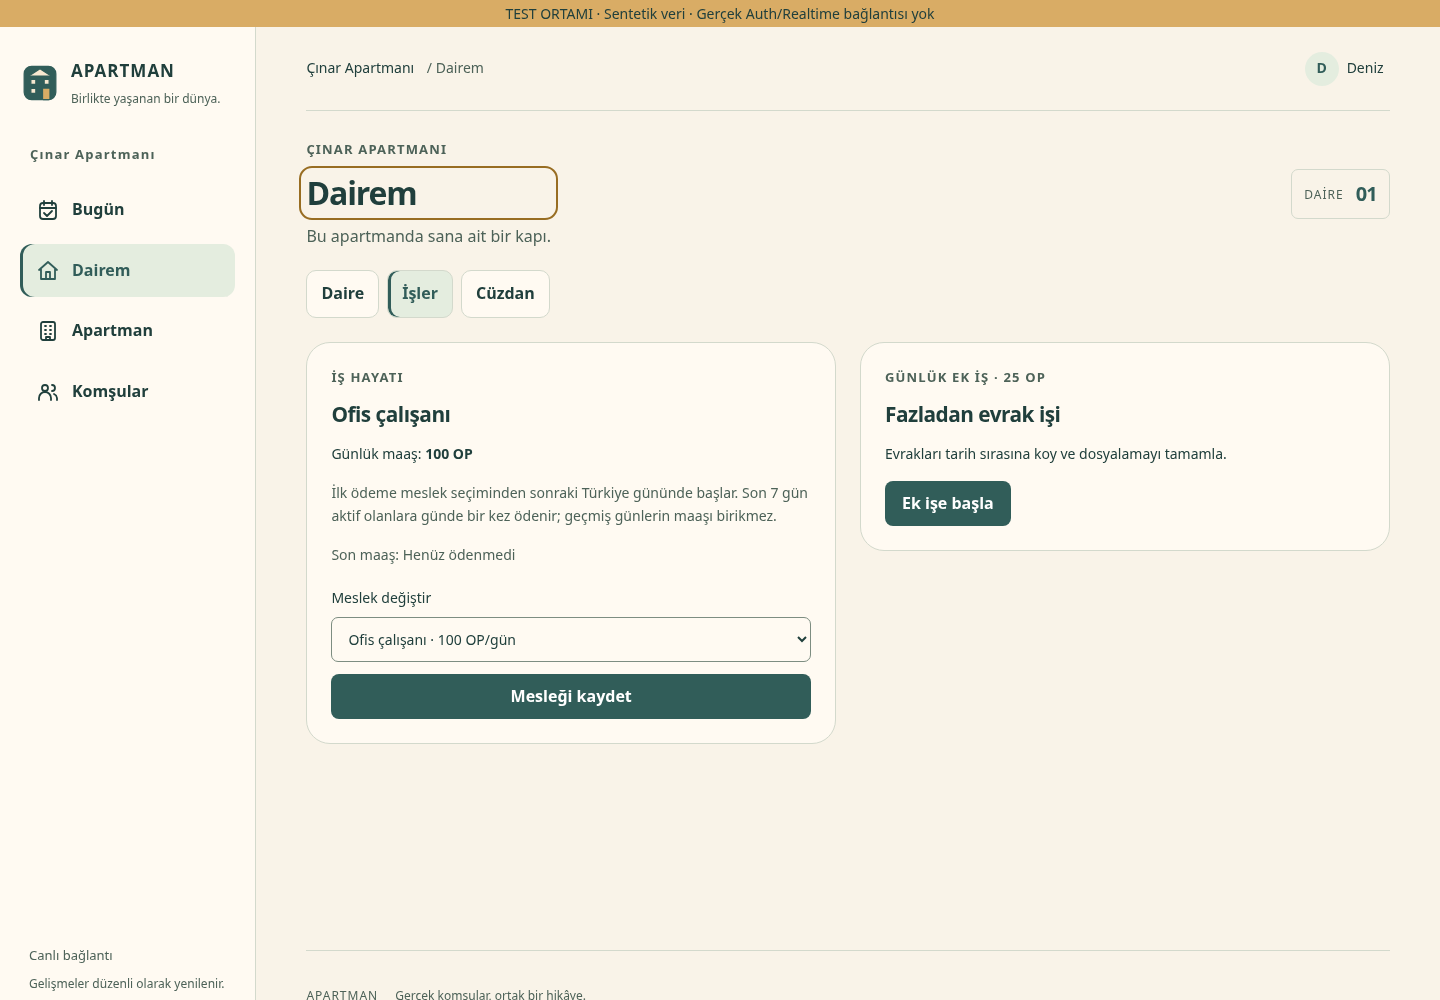 TEST ORTAMI · Sentetik veri · Gerçek Auth/Realtime bağlantısı yok
APARTMAN
Birlikte yaşanan bir dünya.
Çınar Apartmanı
Bugün
Dairem
Apartman
Komşular
Canlı bağlantı
Gelişmeler düzenli olarak yenilenir.
Çınar Apartmanı / Dairem
D Deniz
ÇINAR APARTMANI
Dairem
Bu apartmanda sana ait bir kapı.
DAİRE 01
Daire İşler Cüzdan
İŞ HAYATI
Ofis çalışanı
Günlük maaş: 100 OP
İlk ödeme meslek seçiminden sonraki Türkiye gününde başlar. Son 7 gün
aktif olanlara günde bir kez ödenir; geçmiş günlerin maaşı birikmez.
Son maaş: Henüz ödenmedi
Meslek değiştir
Ofis çalışanı · 100 OP/gün
Mesleği kaydet
GÜNLÜK EK İŞ · 25 OP
Fazladan evrak işi
Evrakları tarih sırasına koy ve dosyalamayı tamamla.
Ek işe başla
APARTMAN Gerçek komşular, ortak bir hikâye.